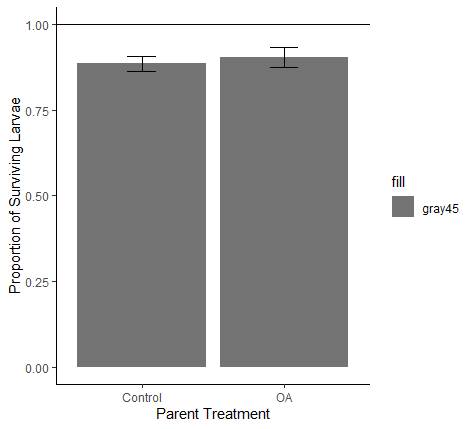 1.00
0.75
0.50
0.25
0.00
Proportion of Surviving Larvae
Control OA
Parent Treatment
fill
gray45